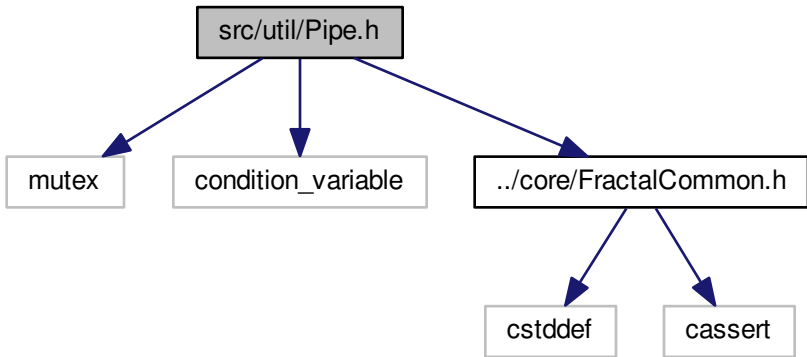 src/util/Pipe.h
mutex
condition_variable
../core/FractalCommon.h
cstddef
cassert